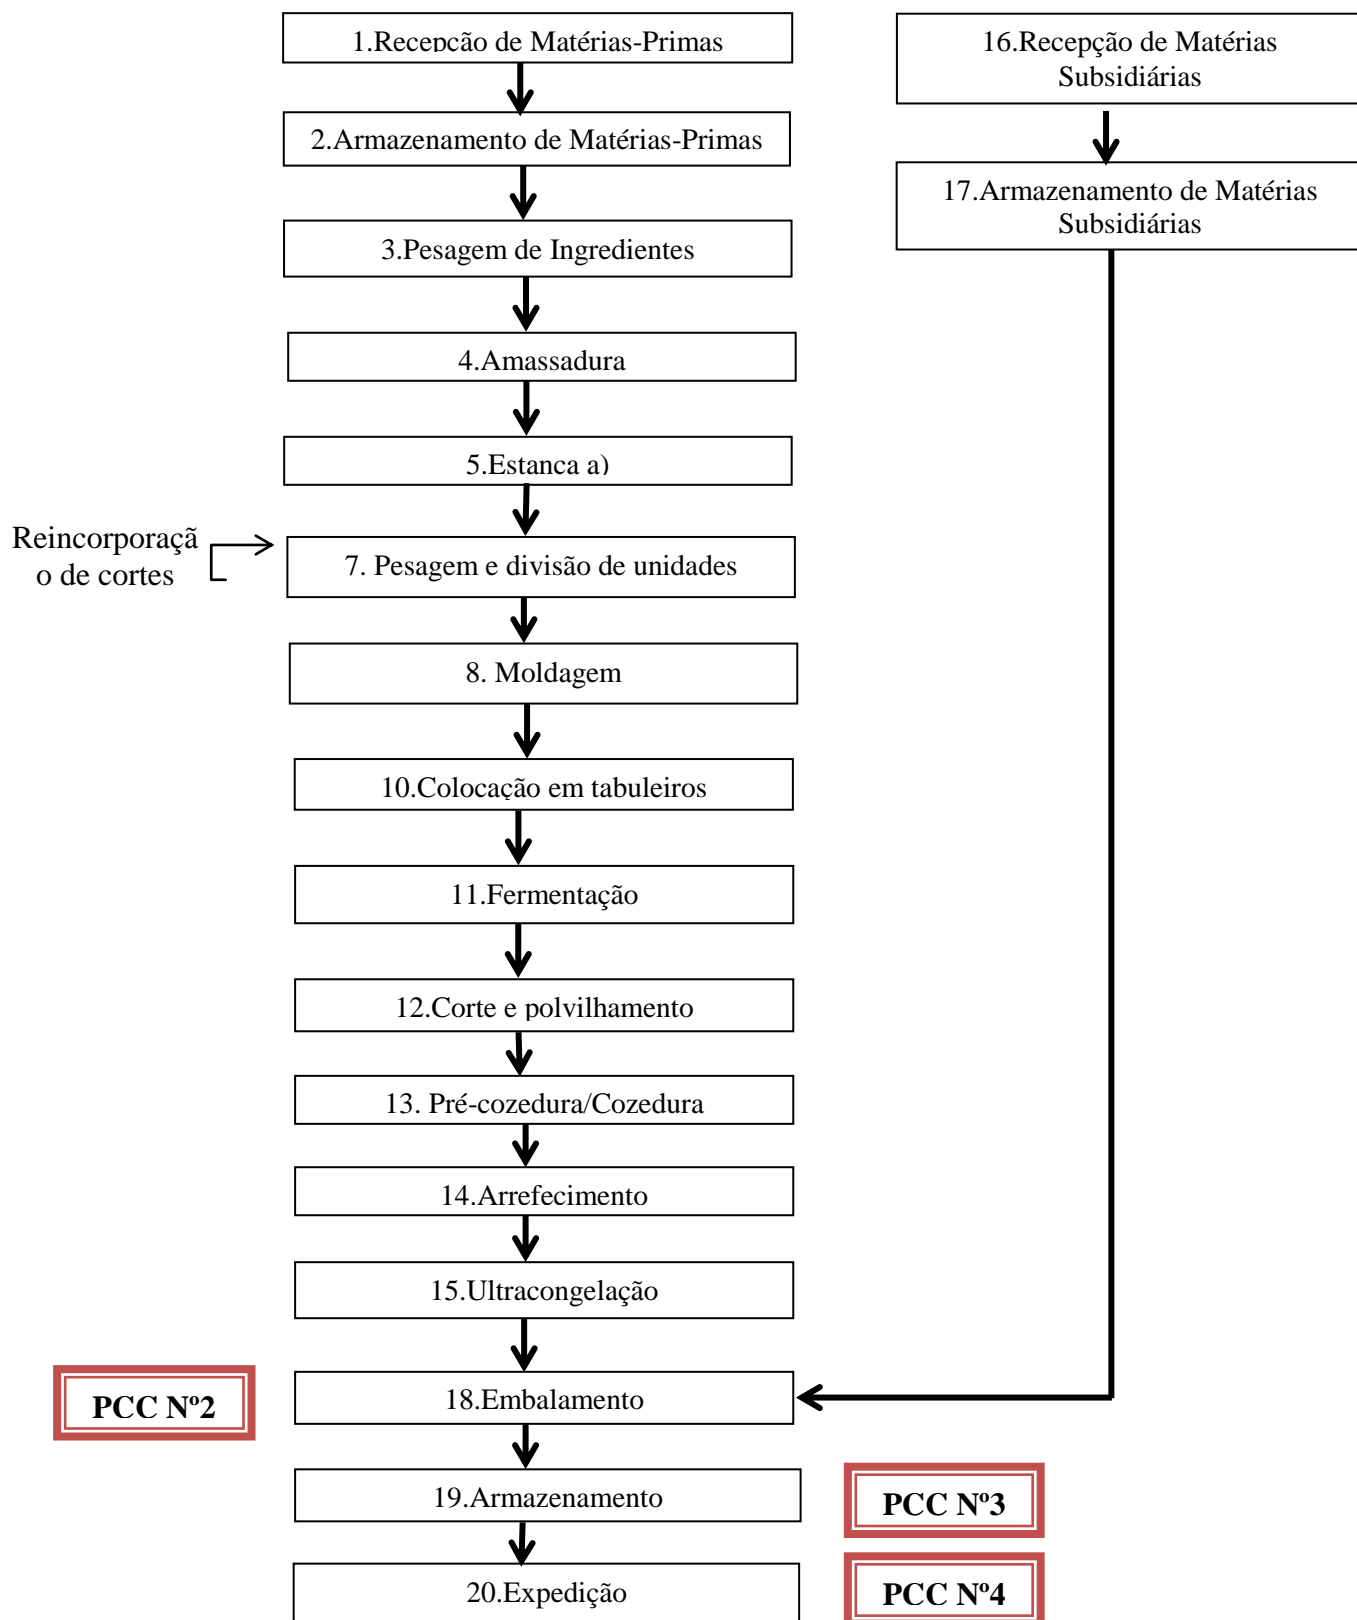 1.Recepção de Matérias-Primas
16.Recepção de Matérias
Subsidiárias
2.Armazenamento de Matérias-Primas
17.Armazenamento de Matérias
Subsidiárias
3.Pesagem de Ingredientes
4.Amassadura
5.Estanca a)
Reincorporaçã
o de cortes
7. Pesagem e divisão de unidades
8. Moldagem
10.Colocação em tabuleiros
11.Fermentação
12.Corte e polvilhamento
13. Pré-cozedura/Cozedura
14.Arrefecimento
15.Ultracongelação
PCC Nº2
18.Embalamento
19.Armazenamento
PCC Nº3
20.Expedição
PCC Nº4